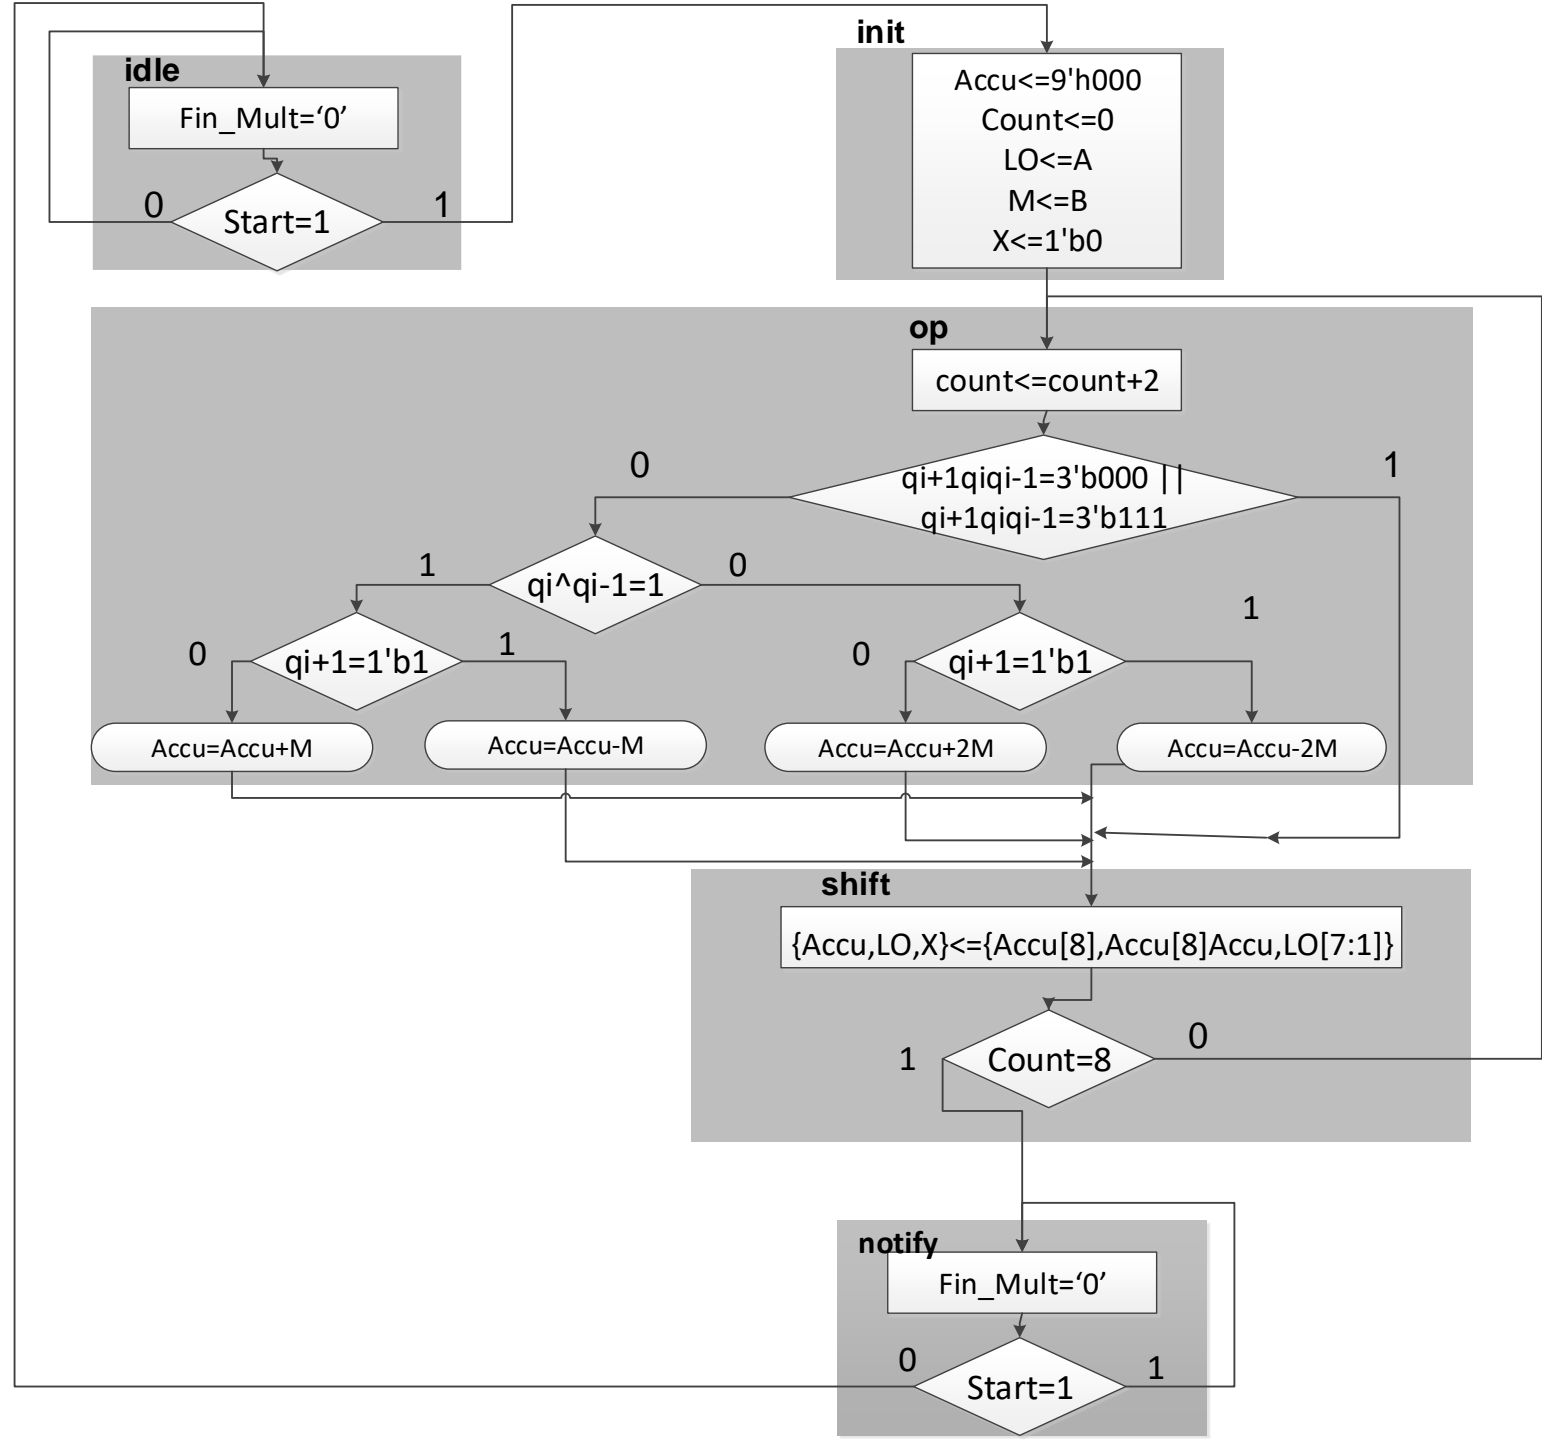 idle
Fin_Mult=‘0’
0
Start=1
1
init
Accu<=9'h000
Count<=0
LO<=A
M<=B
X<=1'b0
op
count<=count+2
0
qi+1qiqi-1=3'b000 ||
qi+1qiqi-1=3'b111
1
1
qi^qi-1=1
0
0
qi+1=1'b1
1
0
qi+1=1'b1
1
Accu=Accu+M
Accu=Accu-M
Accu=Accu+2M
Accu=Accu-2M
shift
{Accu,LO,X}<={Accu[8],Accu[8]Accu,LO[7:1]}
1
Count=8
0
notify
Fin_Mult=‘0’
0
Start=1
1